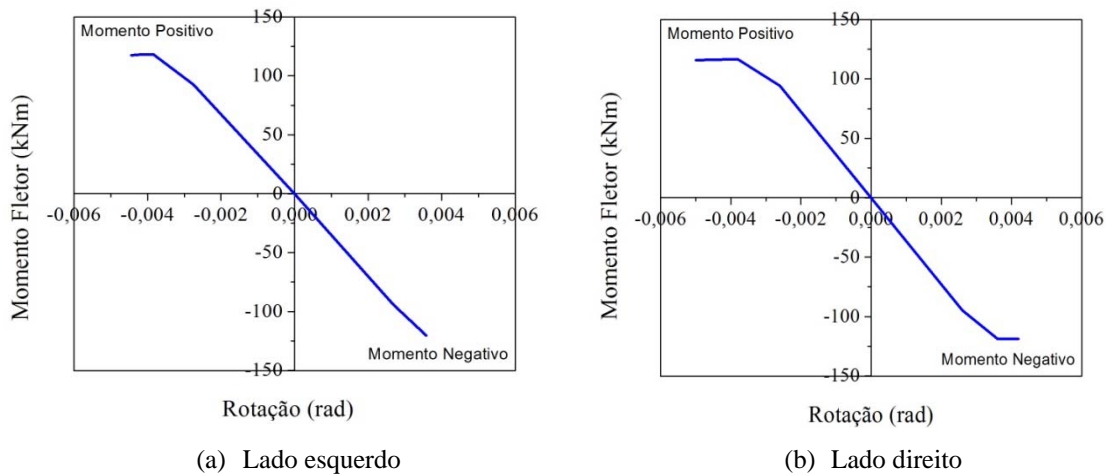 150
Momento Positivo
100
50
0
-0,006
-0,004
-0,002
0,000
0,002
0,004
0,006
-50
-100
Momento Negativo
-150
Momento Fletor (kNm)
Rotação (rad)
(a) Lado esquerdo
150
Momento Positivo
100
50
0
-0,006
-0,004
-0,002
0,000
0,002
0,004
0,006
-50
-100
Momento Negativo
-150
Momento Fletor (kNm)
Rotação (rad)
(b) Lado direito